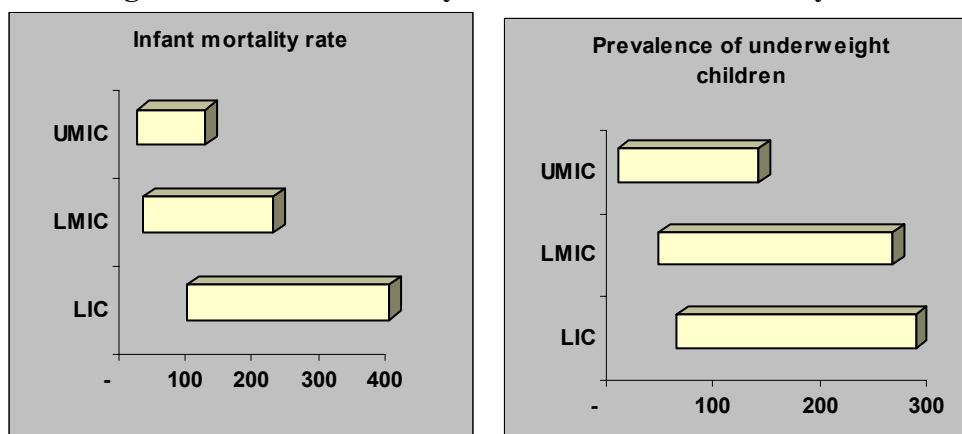 Infant mortality rate
UMIC
LMIC
LIC
- 100 200 300 400
Prevalence of underweight
children
UMIC
LMIC
LIC
- 100 200 300